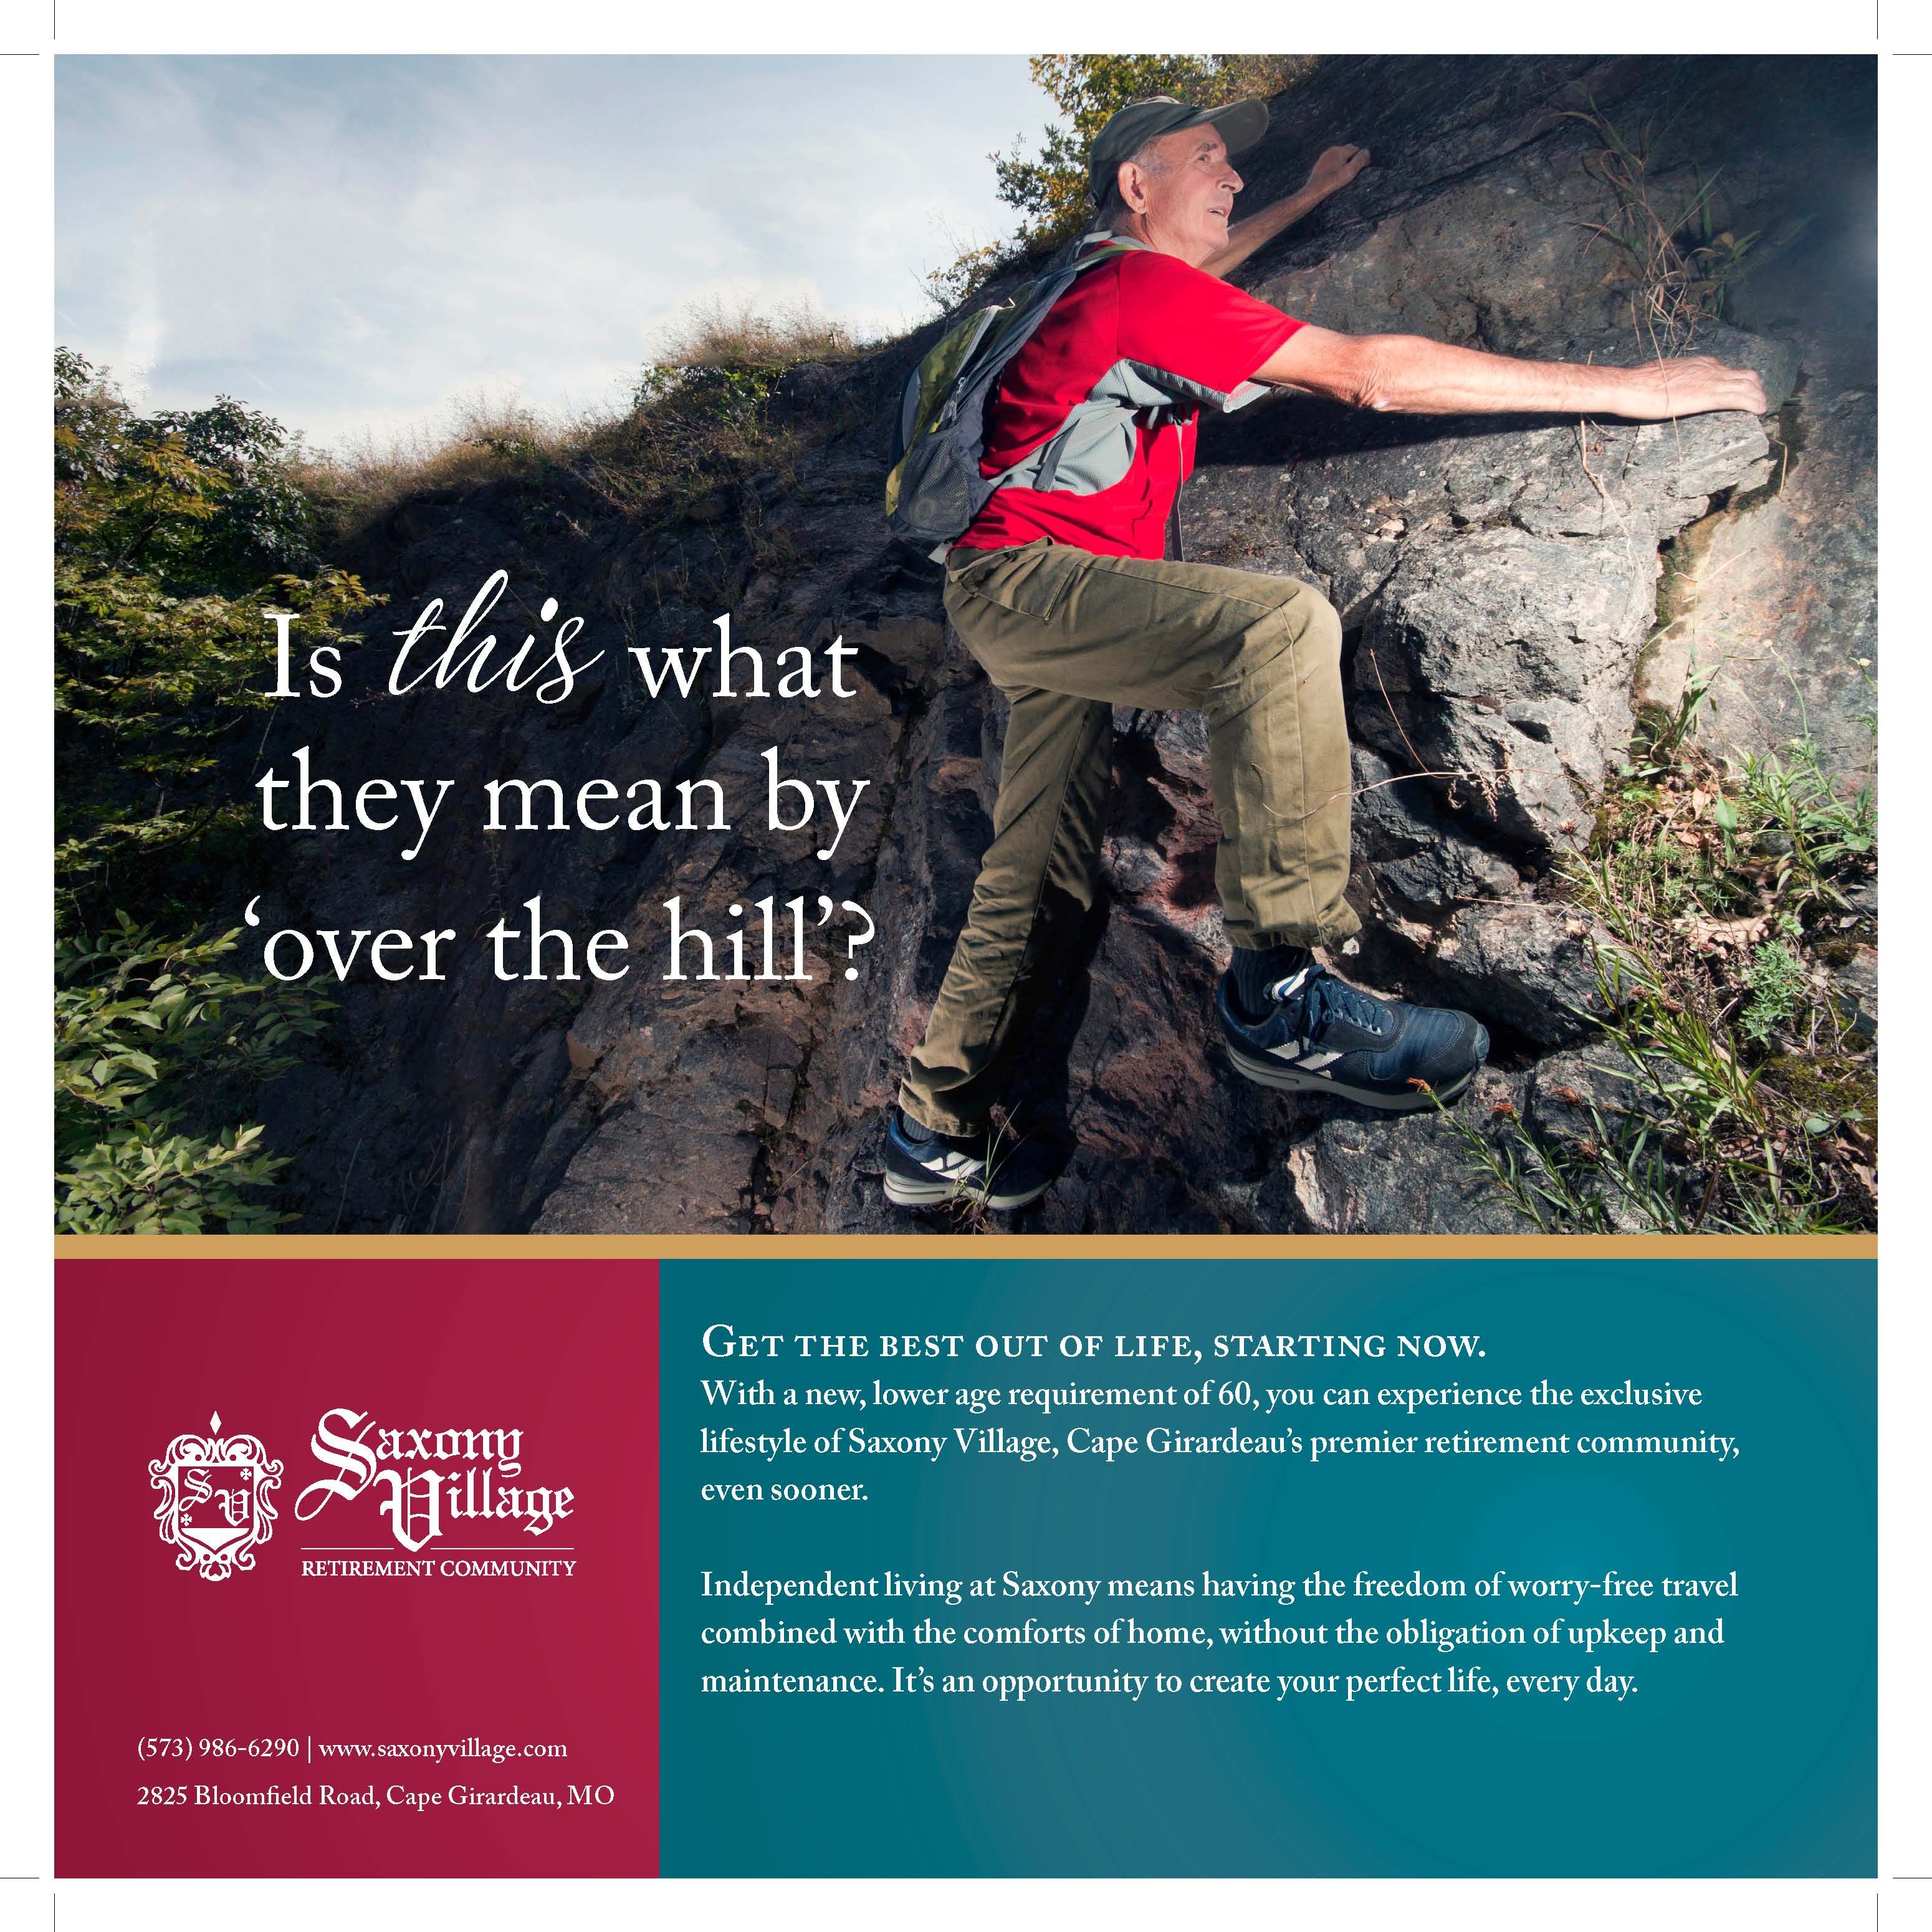 Is this what
they mean by
‘over the hill’?
Saxony
Village
RETIREMENT COMMUNITY
SV
(573) 986-6290 | www.saxonyvillage.com
2825 Bloomfield Road, Cape Girardeau, MO
GET THE BEST OUT OF LIFE, STARTING NOW.
With a new, lower age requirement of 60, you can experience the exclusive
lifestyle of Saxony Village, Cape Girardeau’s premier retirement community,
even sooner.
Independent living at Saxony means having the freedom of worry-free travel
combined with the comforts of home, without the obligation of upkeep and
maintenance. It’s an opportunity to create your perfect life, every day.